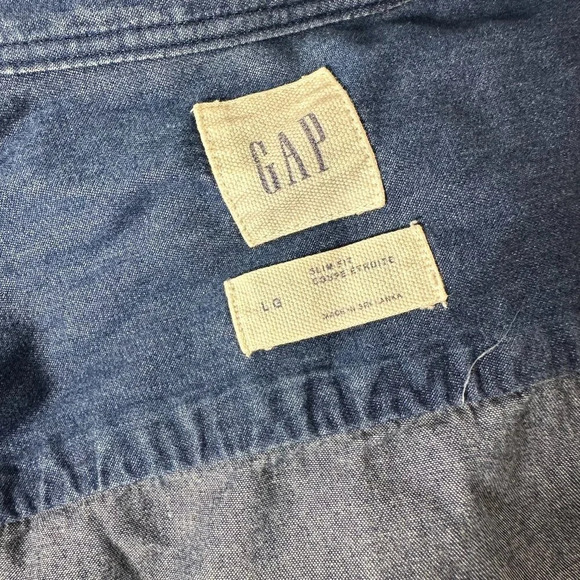 GAP
LG
SLIM FIT
COUPE ÉTROITE
MADE IN SRI LANKA